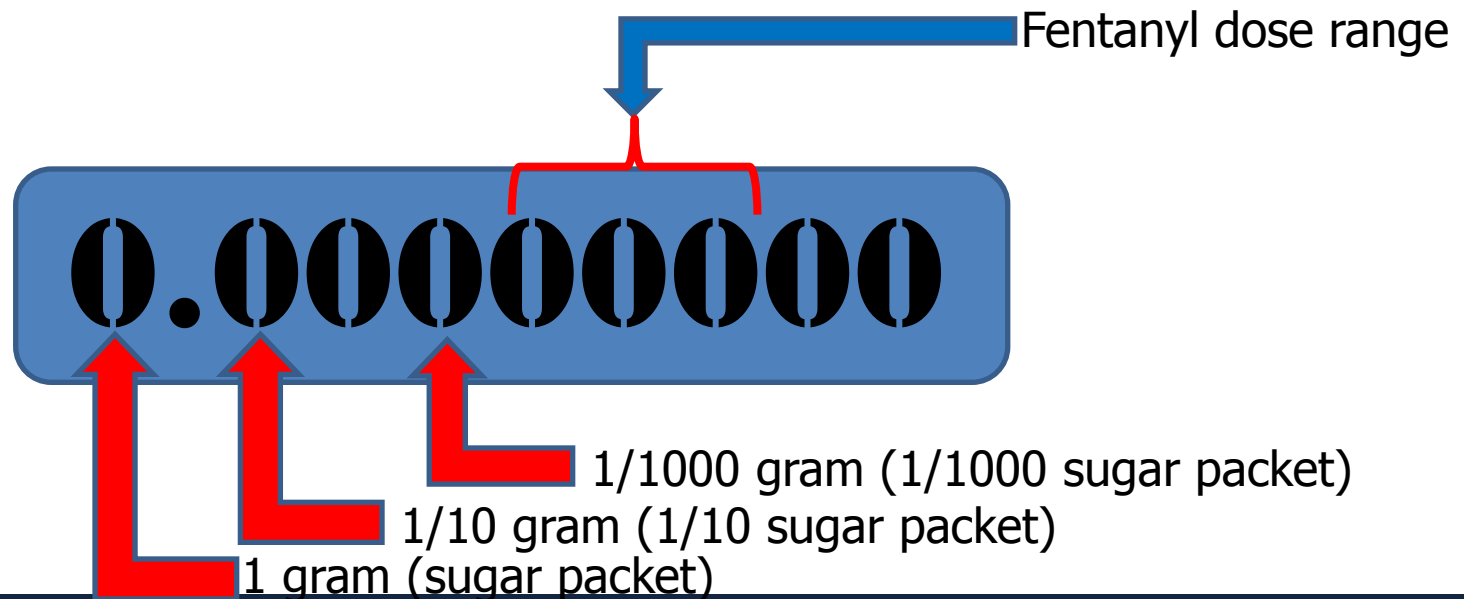 Fentanyl dose range
0.00000000
1/1000 gram (1/1000 sugar packet)
1/10 gram (1/10 sugar packet)
1 gram (sugar packet)